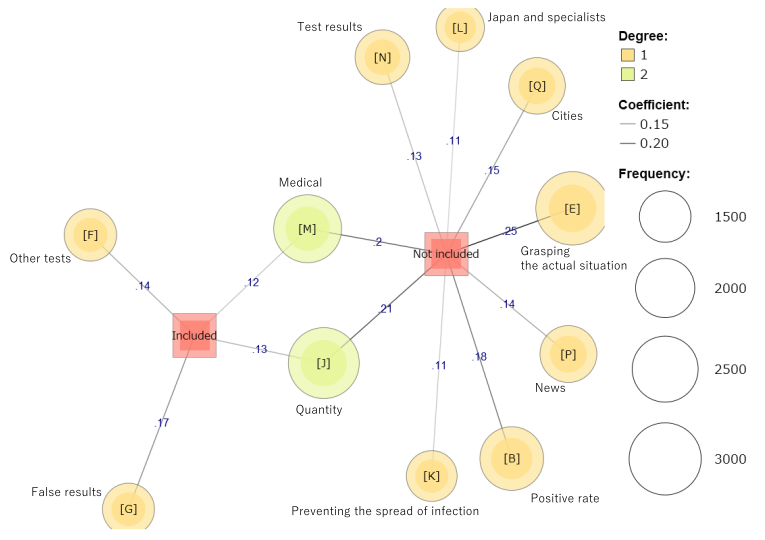 Japan and specialists
Test results
[L]
[N]
[Q]
Cities
.11
.13
.15
Medical
[M]
[E]
.2
.25
Not included
Grasping
the actual situation
[F]
Other tests
.14
.12
.14
Included
.13
.21
[J]
Quantity
.11
.18
[P]
News
.17
[K]
[B]
False results
[G]
Positive rate
Preventing the spread of infection
Degree:
1
2
Coefficient:
0.15
0.20
Frequency:
1500
2000
2500
3000